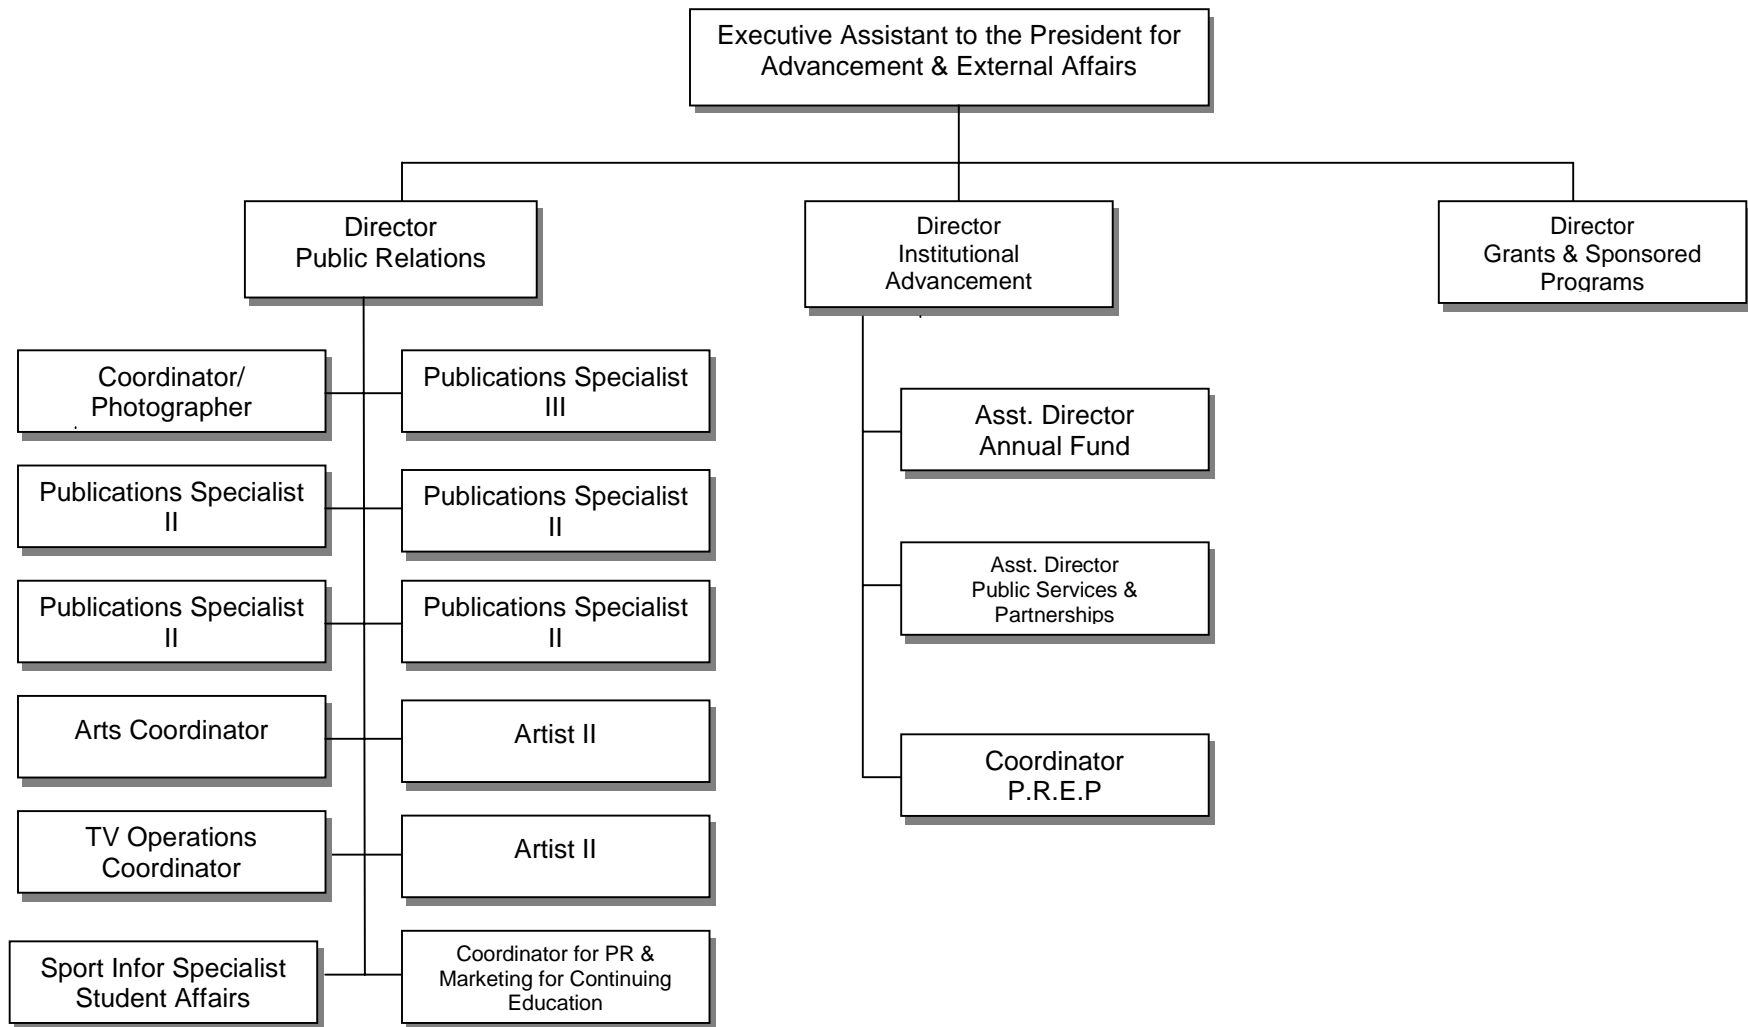 Executive Assistant to the President for
Advancement & External Affairs
Director
Public Relations
Director
Institutional
Advancement
Director
Grants & Sponsored
Programs
Coordinator/
Photographer
Publications Specialist
III
Publications Specialist
II
Publications Specialist
II
Publications Specialist
II
Publications Specialist
II
Arts Coordinator
Artist II
TV Operations
Coordinator
Artist II
Sport Infor Specialist
Student Affairs
Coordinator for PR &
Marketing for Continuing
Education
Asst. Director
Annual Fund
Asst. Director
Public Services &
Partnerships
Coordinator
P.R.E.P